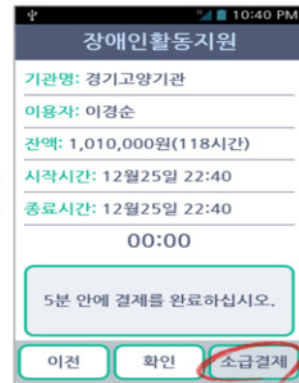 10:40 PM
장애인활동지원
기관명: 경기고양기관
이용자: 이경순
잔액: 1,010,000원(118시간)
시작시간: 12월25일 22:40
종료시간: 12월25일 22:40
00:00
5분 안에 결제를 완료하십시오.
이전 확인 소급결제